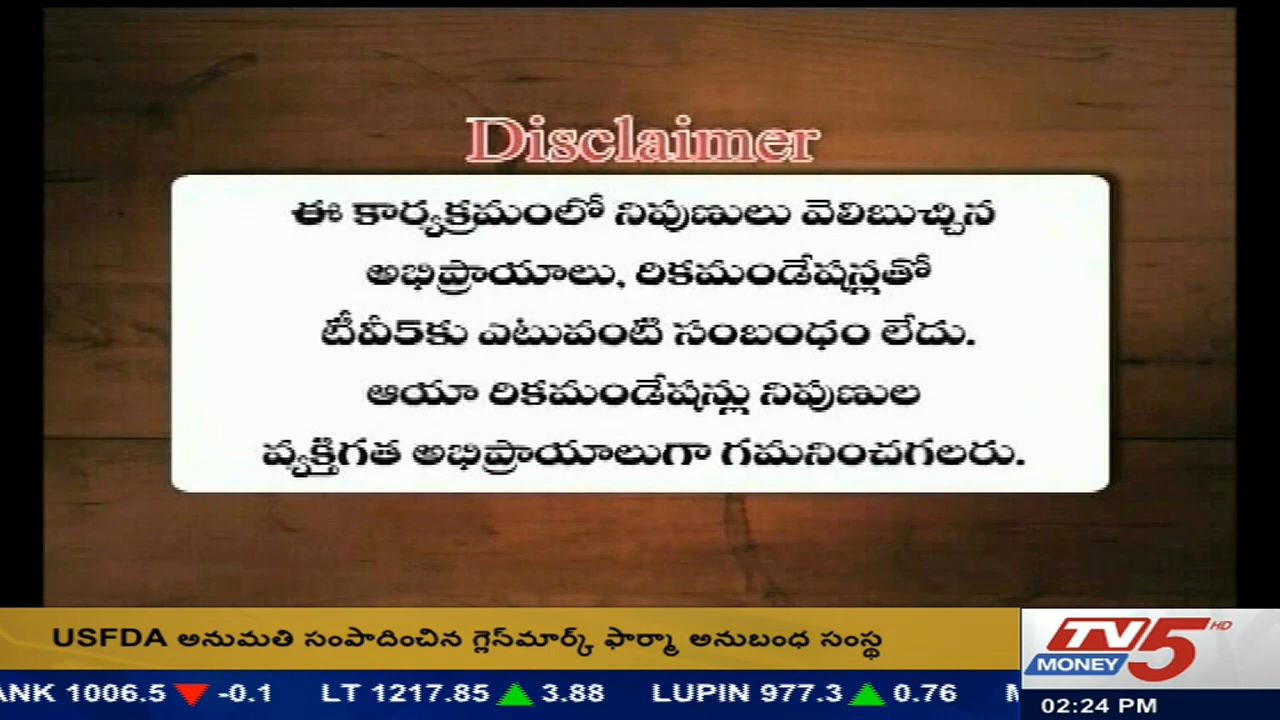 Disclaimer
ఈ కార్యక్రమంలో నిపుణులు వెలిబుచ్చిన
అభిప్రాయాలు, రికమండేషన్లతో
టీవీ5కు ఎటువంటి సంబంధం లేదు.
ఆయా రికమండేషన్లు నిపుణుల
వ్యక్తిగత అభిప్రాయాలుగా గమనించగలరు.
USFDA అనుమతి సంపాదించిన గ్లెన్‌మార్క్ ఫార్మా అనుబంధ సంస్థ
TV5 HD
MONEY
ANK 1006.5 ▼ -0.1 LT 1217.85 ▲ 3.88 LUPIN 977.3 ▲ 0.76
02:24 PM